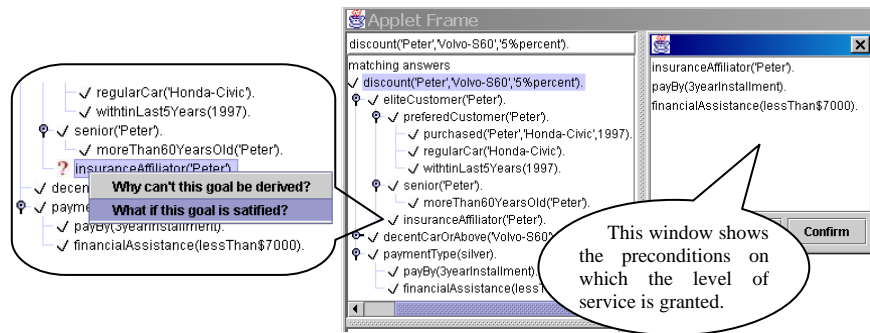 regularCar('Honda-Civic').
withtinLast5Years(1997).
senior('Peter').
moreThan60YearsOld('Peter').
? insuranceAffiliator('Peter').
decen
Why can't this goal be derived?
What if this goal is satified?
payme
payBy(3yearInstallment).
financialAssistance(lessThan$7000).
Applet Frame
discount('Peter','Volvo-S60','5%percent').
matching answers
discount('Peter','Volvo-S60','5%percent').
eliteCustomer('Peter').
preferedCustomer('Peter').
purchased('Peter','Honda-Civic',1997).
regularCar('Honda-Civic').
withtinLast5Years(1997).
senior('Peter').
moreThan60YearsOld('Peter').
insuranceAffiliator('Peter').
decentCarOrAbove('Volvo-S60'
paymentType(silver).
payBy(3yearInstallment).
financialAssistance(lessT
insuranceAffiliator('Peter').
payBy(3yearInstallment).
financialAssistance(lessThan$7000).
Confirm
This window shows
the preconditions on
which the level of
service is granted.